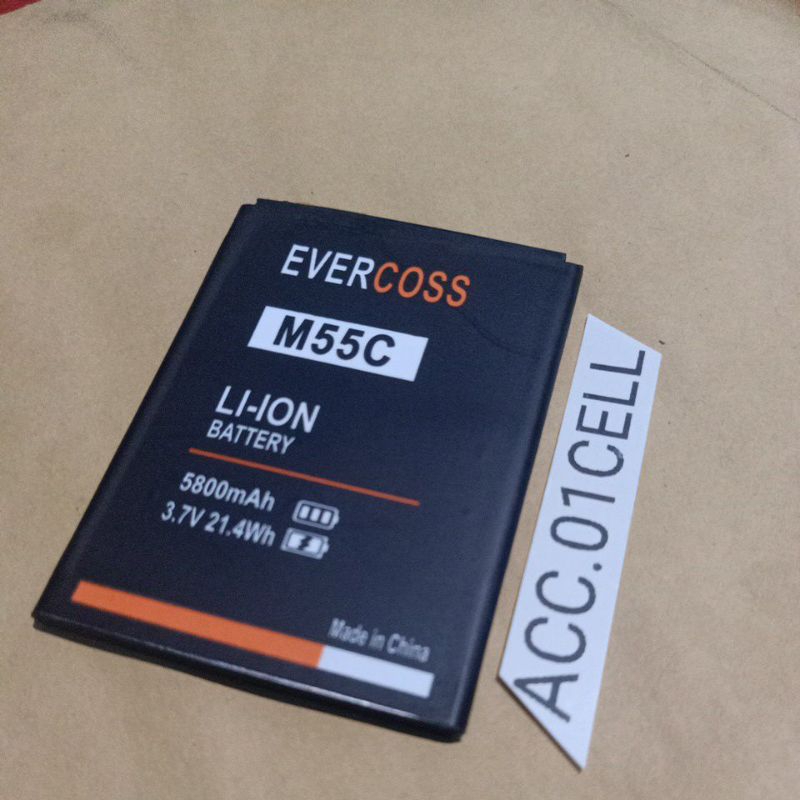 EVERCOSS
M55C
LI-ION
BATTERY
5800mAh
3.7V 21.4Wh
Made in China
ACC.01CELL